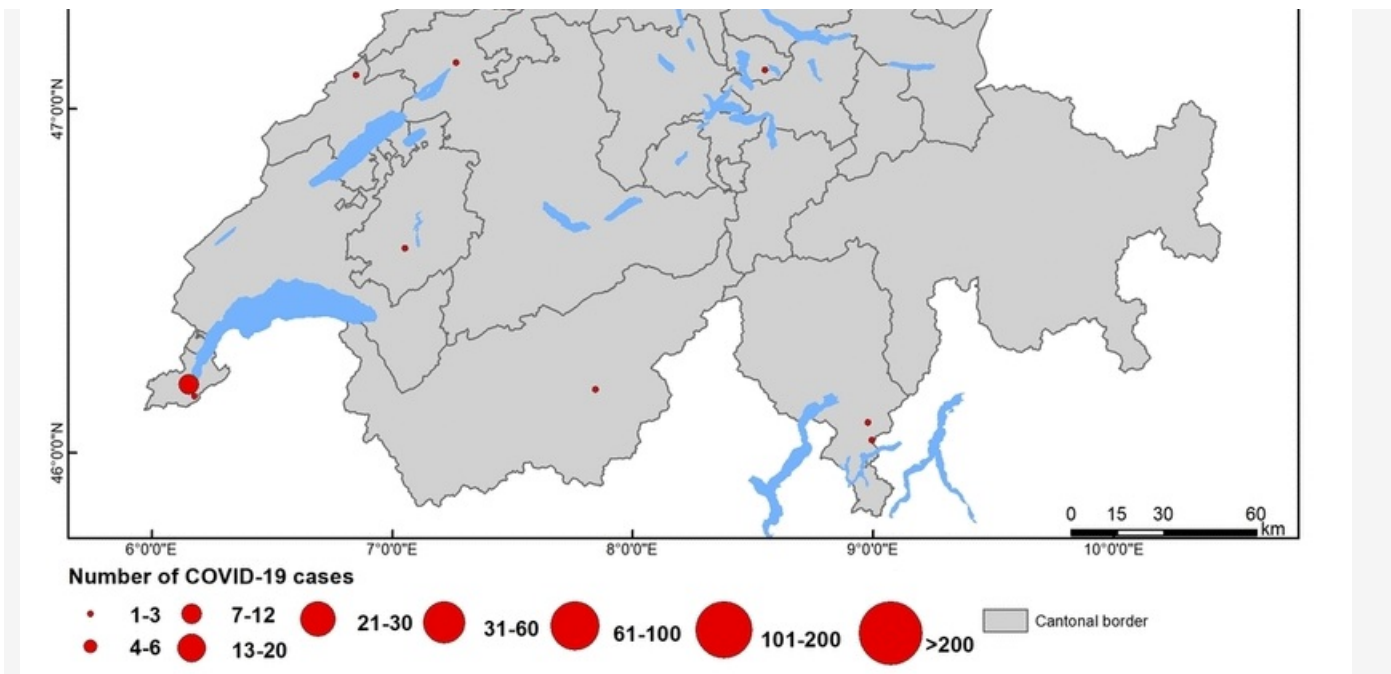 47°0'0"N
46°0'0"N
0 15 30 60
km
6°0'0"E 7°0'0"E 8°0'0"E 9°0'0"E 10°0'0"E
Number of COVID-19 cases
1-3 7-12 21-30 31-60 61-100 101-200 >200 Cantonal border
4-6 13-20